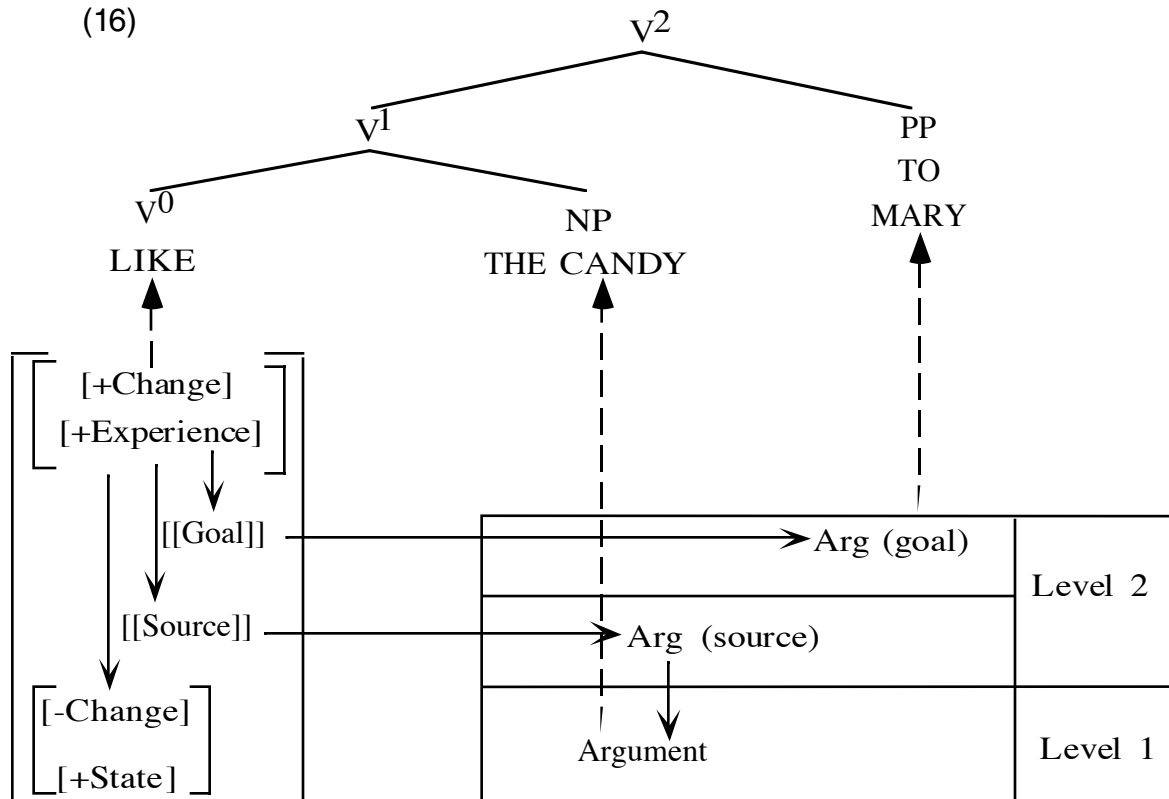 (16)
V2
V1
PP
TO
MARY
V0
LIKE
NP
THE CANDY
[+Change]
[+Experience]
[[Goal]]
Arg (goal)
Level 2
[[Source]]
Arg (source)
[-Change]
[+State]
Argument
Level 1